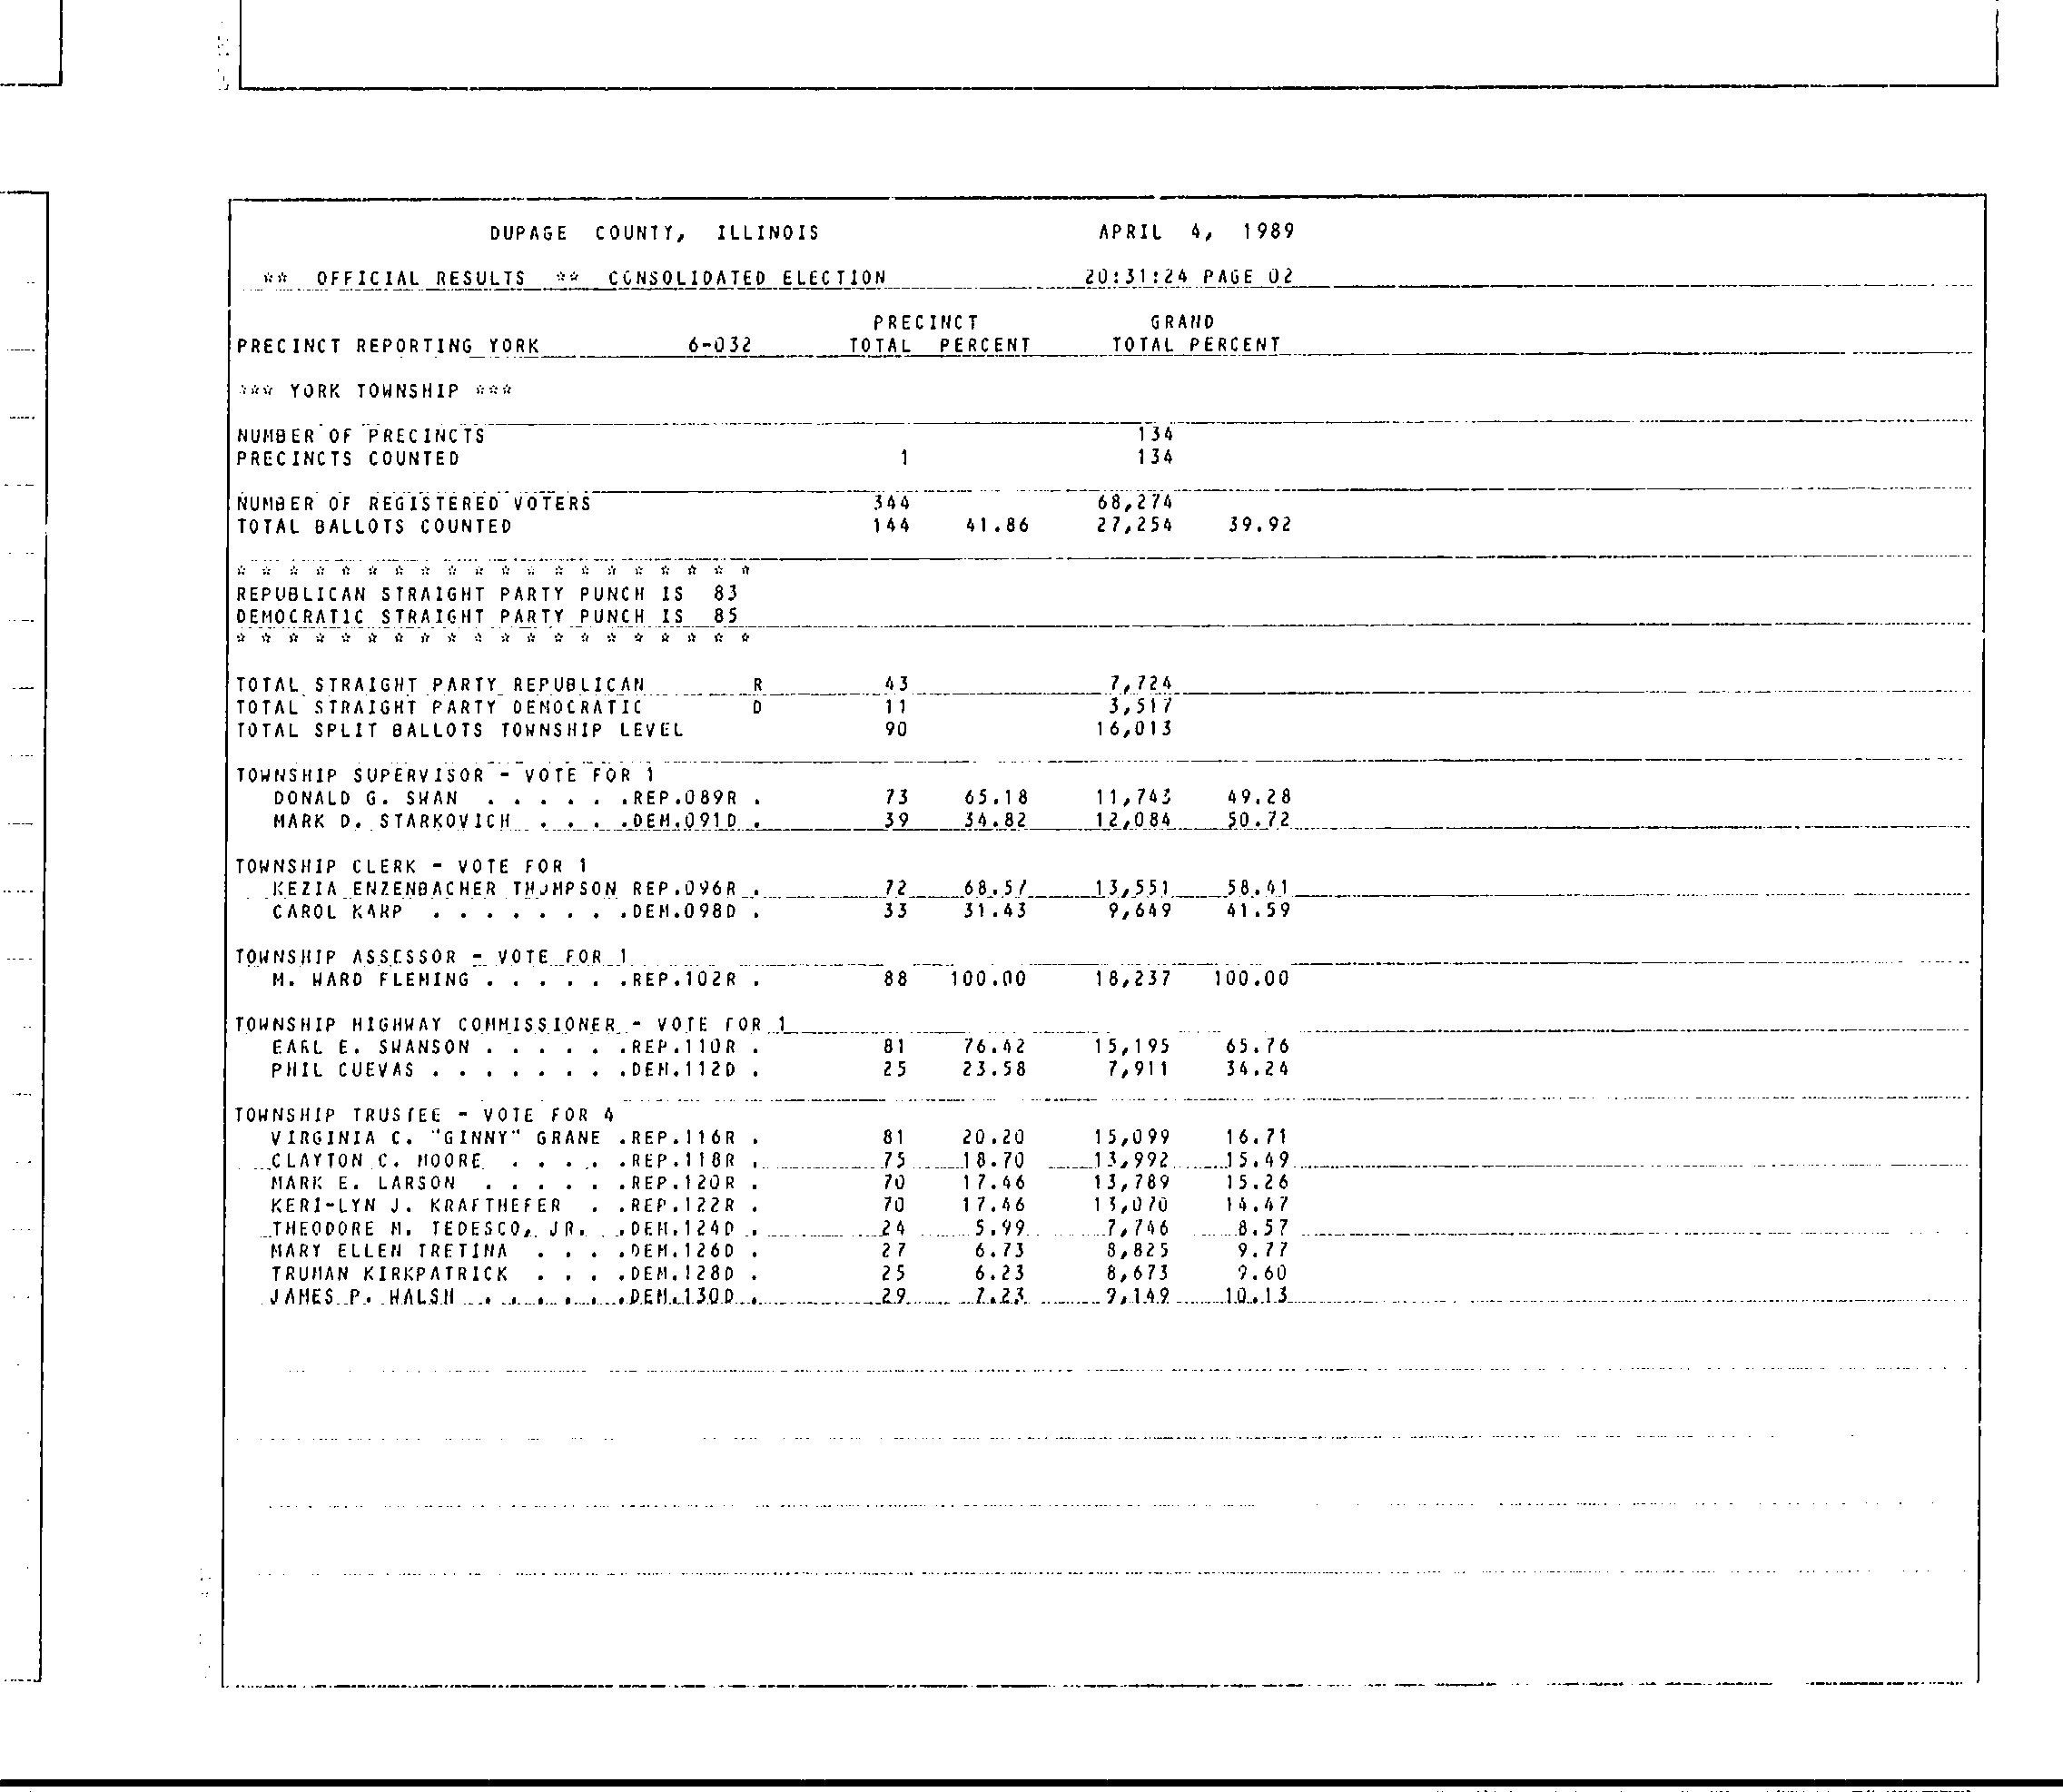 DUPAGE COUNTY, ILLINOIS APRIL 4, 1989
** OFFICIAL RESULTS ** CONSOLIDATED ELECTION 20:31:24 PAGE 02
PRECINCT GRAND
PRECINCT REPORTING YORK 6-032 TOTAL PERCENT TOTAL PERCENT
*** YORK TOWNSHIP ***
NUMBER OF PRECINCTS 134
PRECINCTS COUNTED 1 134
NUMBER OF REGISTERED VOTERS 344 68,274
TOTAL BALLOTS COUNTED 144 41.86 27,254 39.92
* * * * * * * * * * * * * * * * * * * *
REPUBLICAN STRAIGHT PARTY PUNCH IS 83
DEMOCRATIC STRAIGHT PARTY PUNCH IS 85
* * * * * * * * * * * * * * * * * * * *
TOTAL STRAIGHT PARTY REPUBLICAN R 43 7,724
TOTAL STRAIGHT PARTY DEMOCRATIC D 11 3,517
TOTAL SPLIT BALLOTS TOWNSHIP LEVEL 90 16,013
TOWNSHIP SUPERVISOR - VOTE FOR 1
DONALD G. SWAN . . . . . .REP.089R . 73 65.18 11,743 49.28
MARK D. STARKOVICH . . . .DEM.091D . 39 34.82 12,084 50.72
TOWNSHIP CLERK - VOTE FOR 1
KEZIA ENZENBACHER THOMPSON REP.096R . 72 68.57 13,551 58.41
CAROL KARP . . . . . . . .DEM.098D . 33 31.43 9,649 41.59
TOWNSHIP ASSESSOR - VOTE FOR 1
M. WARD FLEMING . . . . . .REP.102R . 88 100.00 18,237 100.00
TOWNSHIP HIGHWAY COMMISSIONER - VOTE FOR 1
EARL E. SWANSON . . . . . .REP.110R . 81 76.42 15,195 65.76
PHIL CUEVAS . . . . . . . .DEM.112D . 25 23.58 7,911 34.24
TOWNSHIP TRUSTEE - VOTE FOR 4
VIRGINIA C. "GINNY" GRANE .REP.116R . 81 20.20 15,099 16.71
CLAYTON C. MOORE . . . . .REP.118R . 75 18.70 13,992 15.49
MARK E. LARSON . . . . . .REP.120R . 70 17.46 13,789 15.26
KERI-LYN J. KRAFTHEFER . .REP.122R . 70 17.46 13,070 14.47
THEODORE M. TEDESCO, JR. .DEM.124D . 24 5.99 7,746 8.57
MARY ELLEN TRETINA . . . .DEM.126D . 27 6.73 8,825 9.77
TRUMAN KIRKPATRICK . . . .DEM.128D . 25 6.23 8,673 9.60
JAMES P. WALSH . . . . . .DEM.130D . 29 7.23 9,149 10.13